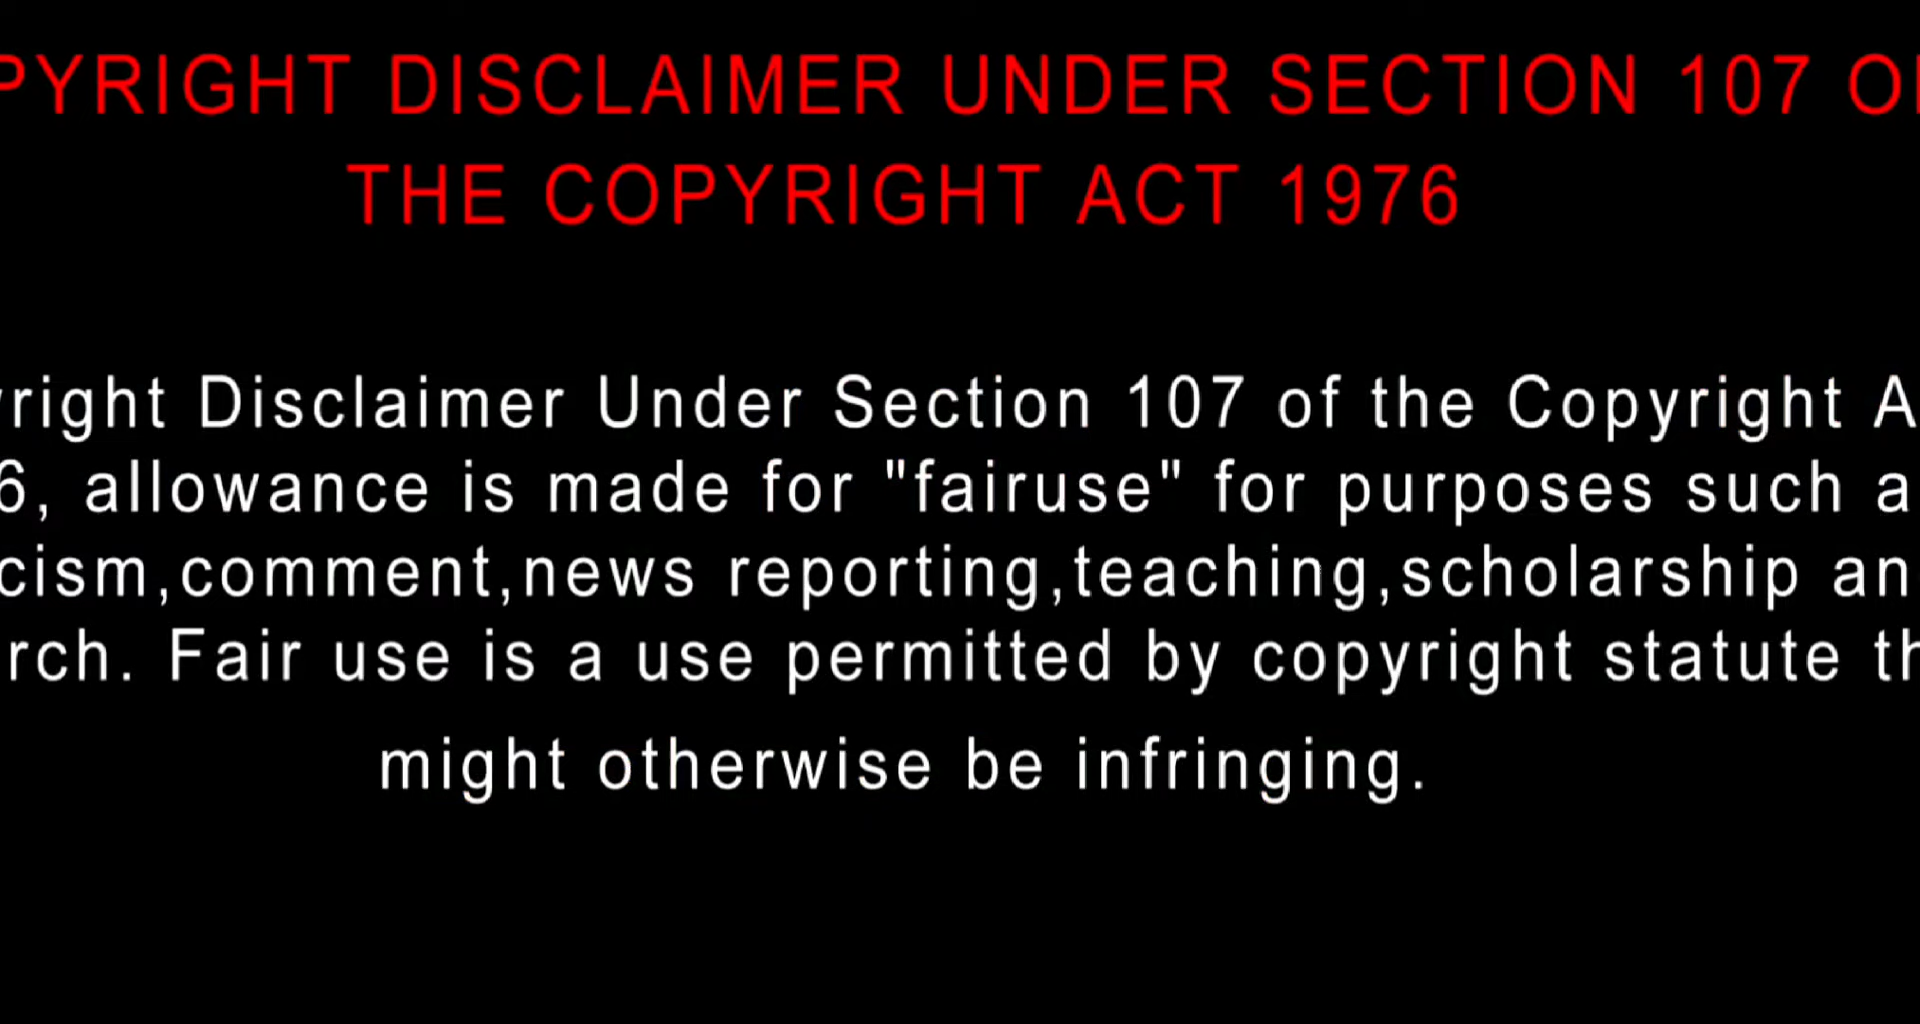 PYRIGHT DISCLAIMER UNDER SECTION 107 O
THE COPYRIGHT ACT 1976
right Disclaimer Under Section 107 of the Copyright A
6, allowance is made for "fairuse" for purposes such a
cism,comment,news reporting,teaching,scholarship an
rch. Fair use is a use permitted by copyright statute th
might otherwise be infringing.